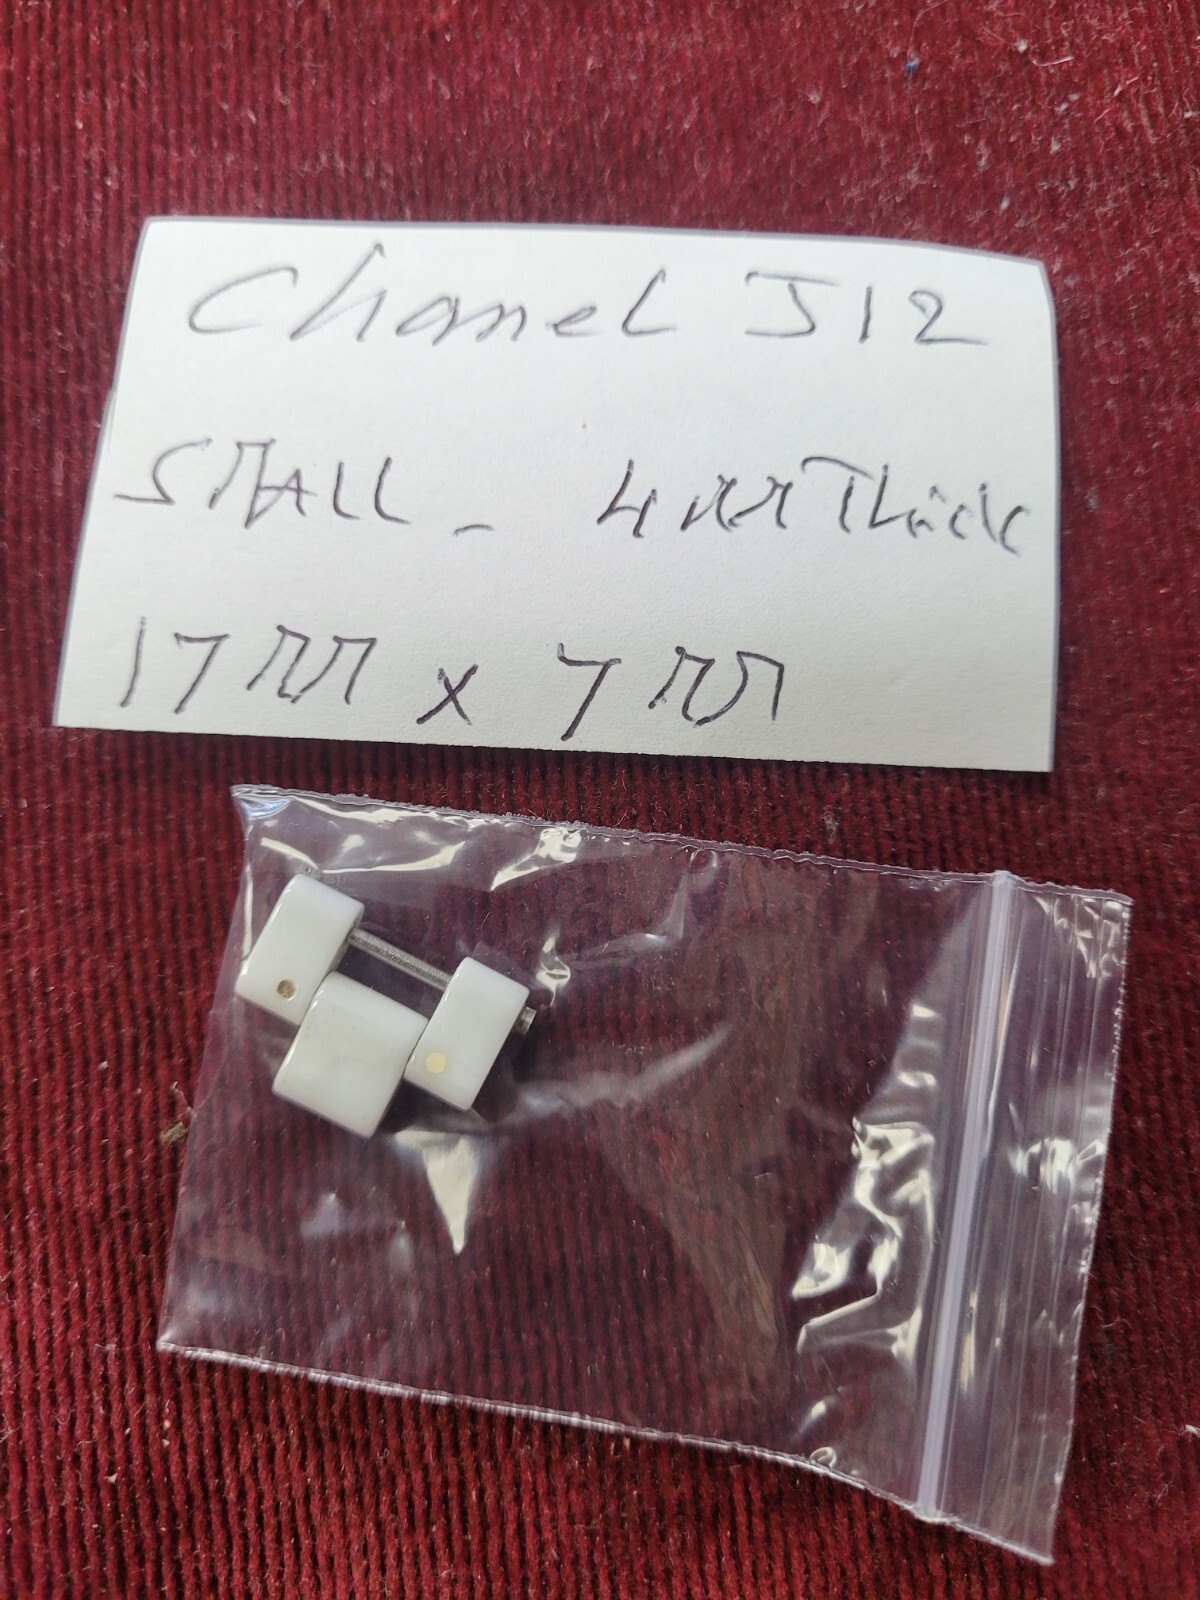 Chanel J12
SMALL - 4mm Thick
17mm x 7mm